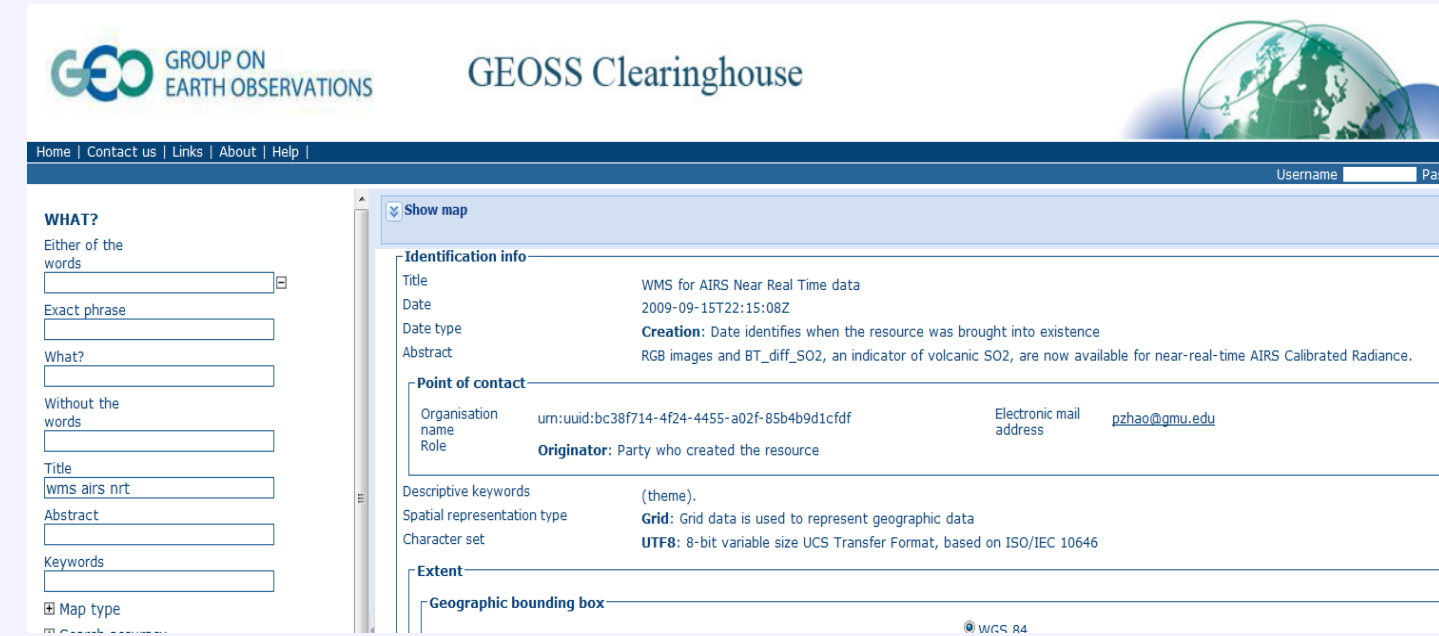 GEO GROUP ON
EARTH OBSERVATIONS
GEOSS Clearinghouse
Home | Contact us | Links | About | Help |
Username
WHAT?
Either of the
words
Exact phrase
What?
Without the
words
Title
wms airs nrt
Abstract
Keywords
Map type
Search accuracy
Show map
Identification info
Title WMS for AIRS Near Real Time data
Date 2009-09-15T22:15:08Z
Date type Creation: Date identifies when the resource was brought into existence
Abstract RGB images and BT_diff_SO2, an indicator of volcanic SO2, are now available for near-real-time AIRS Calibrated Radiance.
Point of contact
Organisation
name urn:uuid:bc38f714-4f24-4455-a02f-85b4b9d1cfdf
Electronic mail
address pzhao@gmu.edu
Role Originator: Party who created the resource
Descriptive keywords (theme).
Spatial representation type Grid: Grid data is used to represent geographic data
Character set UTF8: 8-bit variable size UCS Transfer Format, based on ISO/IEC 10646
Extent
Geographic bounding box
WGS 84